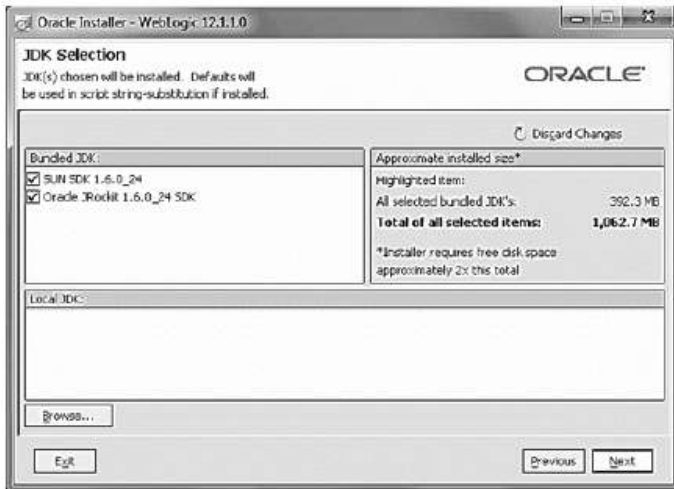 Oracle Installer - WebLogic 12.1.1.0
JDK Selection
JDK(s) chosen will be installed. Defaults will
be used in script string-substitution if installed.
ORACLE
Discard Changes
Bundled JDK:
SUN SDK 1.6.0_24
Oracle JRockit 1.6.0_24 SDK
Approximate installed size*
Highlighted item:
All selected bundled JDK's: 392.3 MB
Total of all selected items: 1,062.7 MB
*Installer requires free disk space
approximately 2x this total
Local JDK:
Browse...
Exit
Previous
Next